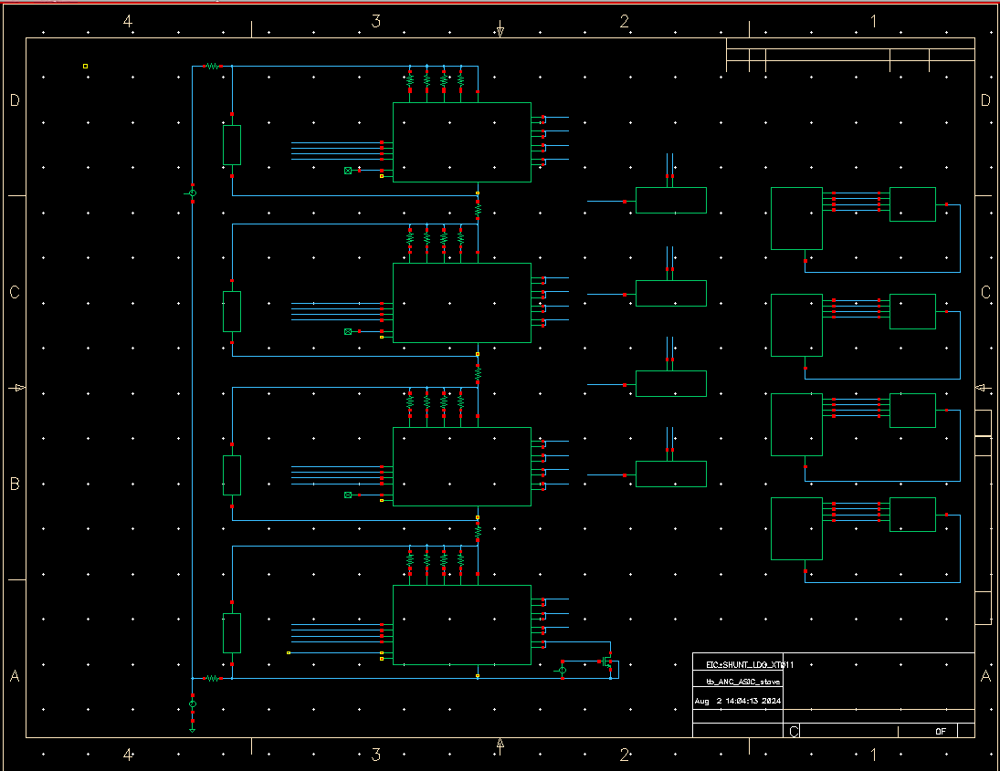 4 3 2 1
D D
C C
B B
A A
EIC_SHUNT_LDO_XT011
tb_ANC_ASIC_stave
Aug 2 14:04:13 2024
C OF
4 3 2 1